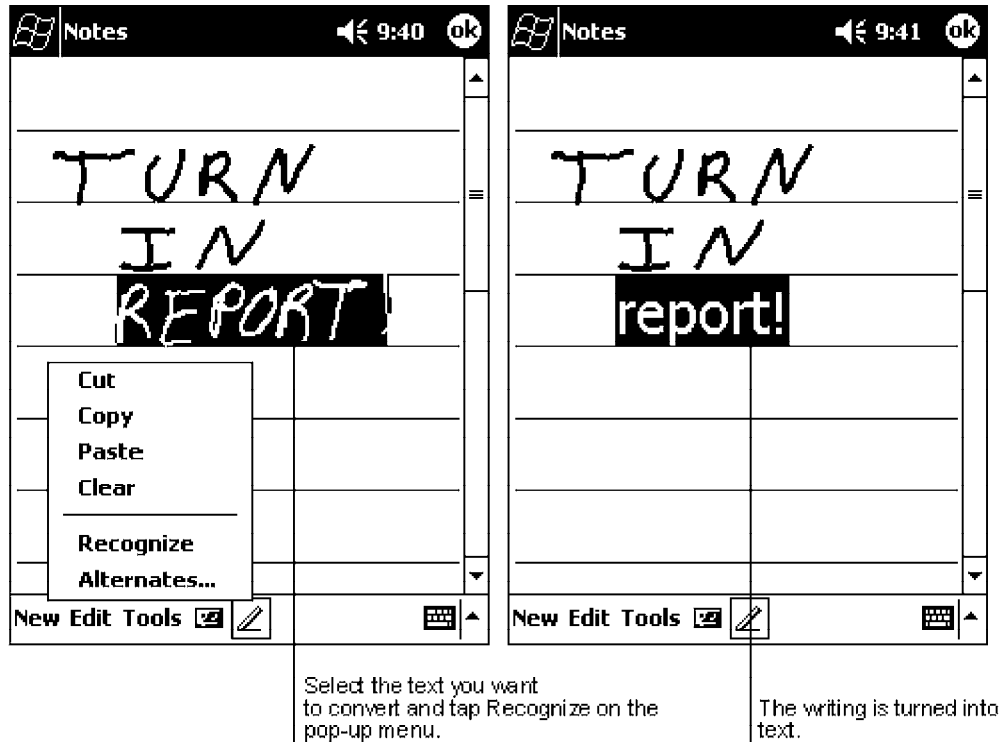 Notes 9:40 ok
TURN
IN
REPORT!
Cut
Copy
Paste
Clear
Recognize
Alternates...
New Edit Tools
Select the text you want
to convert and tap Recognize on the
pop-up menu.
Notes 9:41 ok
TURN
IN
report!
New Edit Tools
The writing is turned into
text.